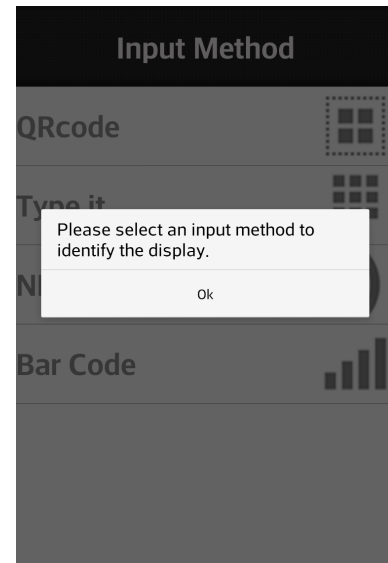 Input Method
QRcode
Type it
Please select an input method to
identify the display.
Ok
Bar Code